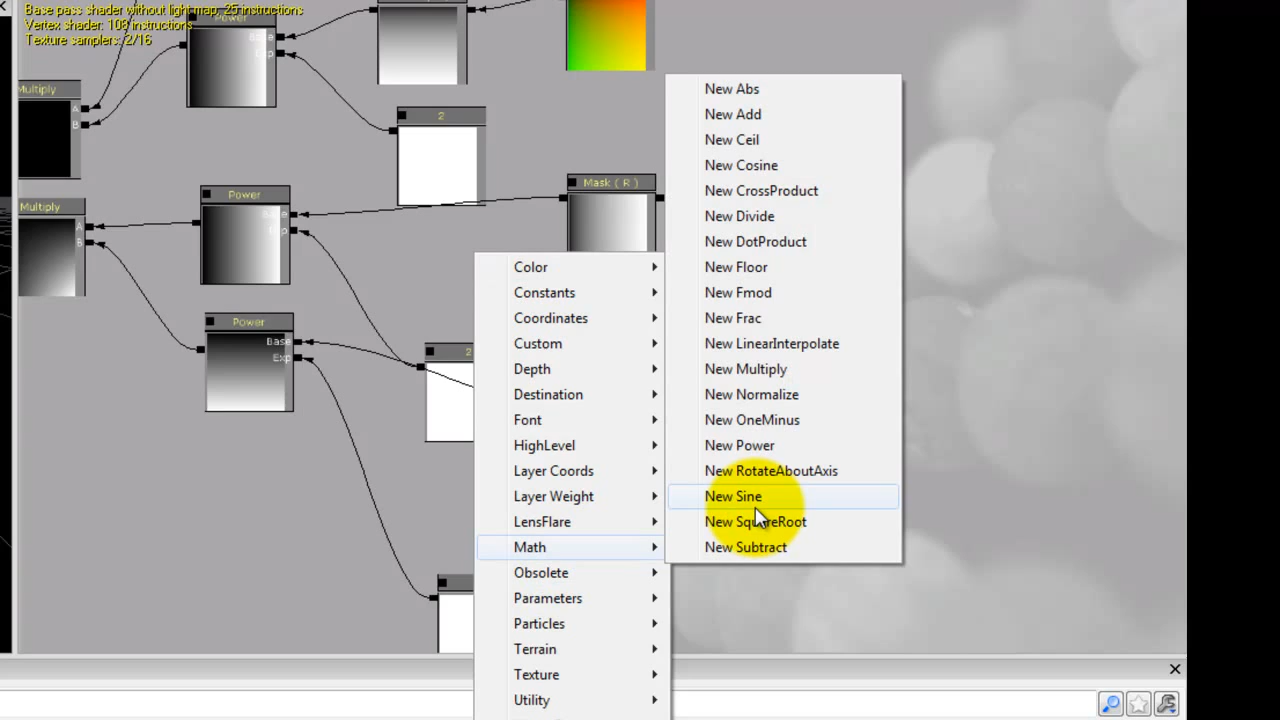 Base pass shader without light map: 25 instructions
Vertex shader: 108 instructions
Texture samplers: 2/16
Power
Base
Exp
Multiply
A
B
2
Mask ( R )
Power
Multiply
A
B
Power
Base
Exp
2
Color
Constants
Coordinates
Custom
Depth
Destination
Font
HighLevel
Layer Coords
Layer Weight
LensFlare
Math
Obsolete
Parameters
Particles
Terrain
Texture
Utility
New Abs
New Add
New Ceil
New Cosine
New CrossProduct
New Divide
New DotProduct
New Floor
New Fmod
New Frac
New LinearInterpolate
New Multiply
New Normalize
New OneMinus
New Power
New RotateAboutAxis
New Sine
New SquareRoot
New Subtract